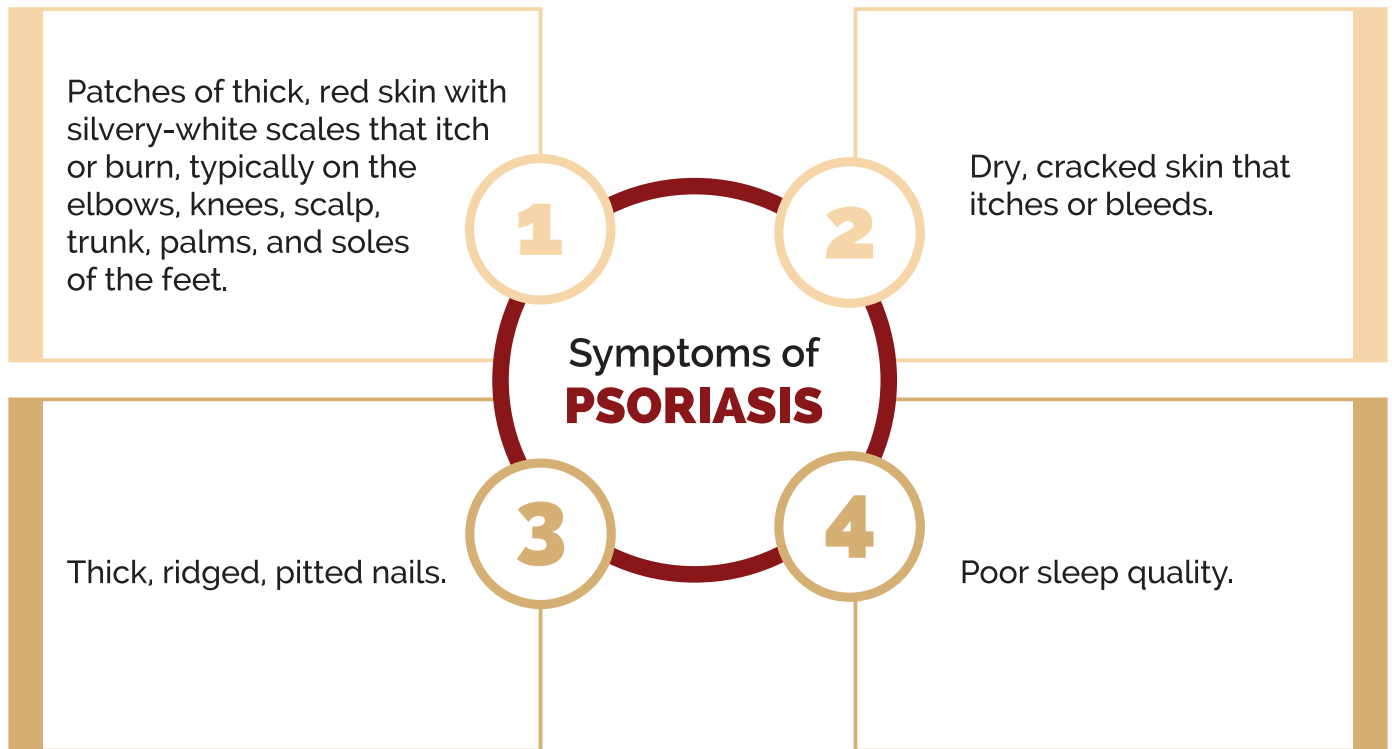 Patches of thick, red skin with
silvery-white scales that itch
or burn, typically on the
elbows, knees, scalp,
trunk, palms, and soles
of the feet.
1
2
Dry, cracked skin that
itches or bleeds.
Symptoms of
PSORIASIS
3
Thick, ridged, pitted nails.
4
Poor sleep quality.